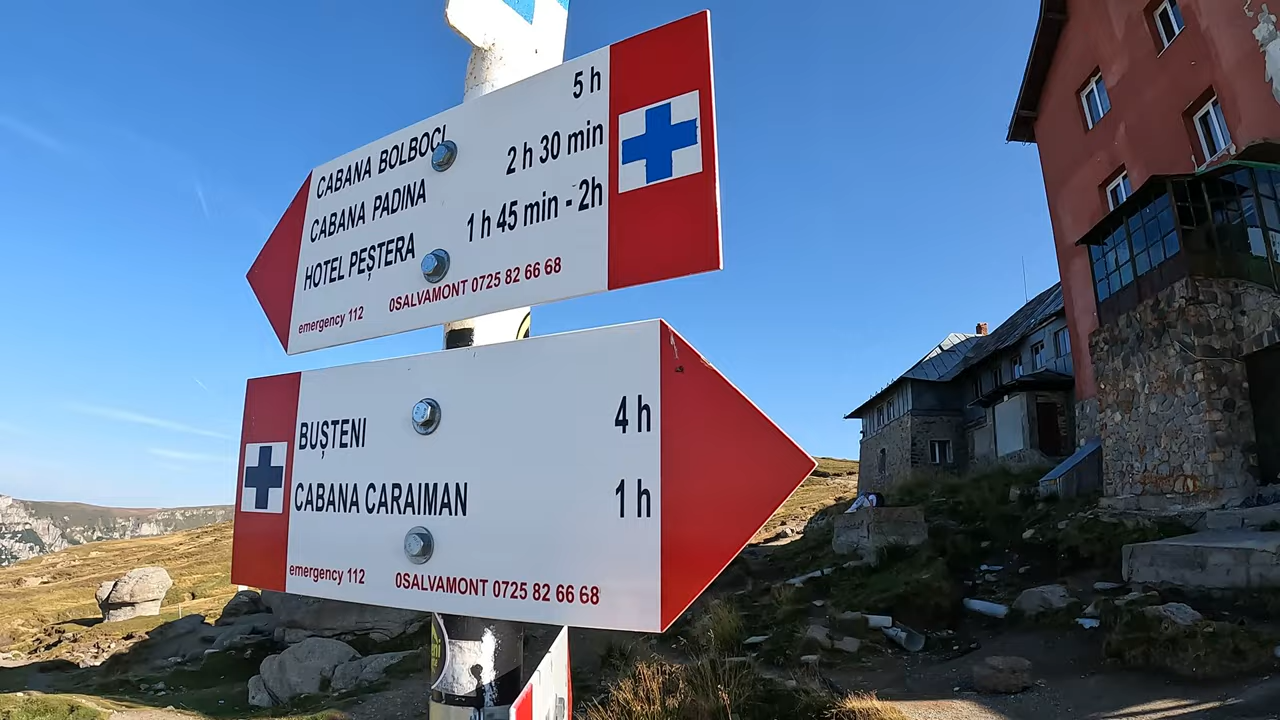 CABANA BOLBOCI 5 h
CABANA PADINA 2 h 30 min
HOTEL PEȘTERA 1 h 45 min - 2h
emergency 112 0SALVAMONT 0725 82 66 68
BUȘTENI 4 h
CABANA CARAIMAN 1 h
emergency 112 0SALVAMONT 0725 82 66 68